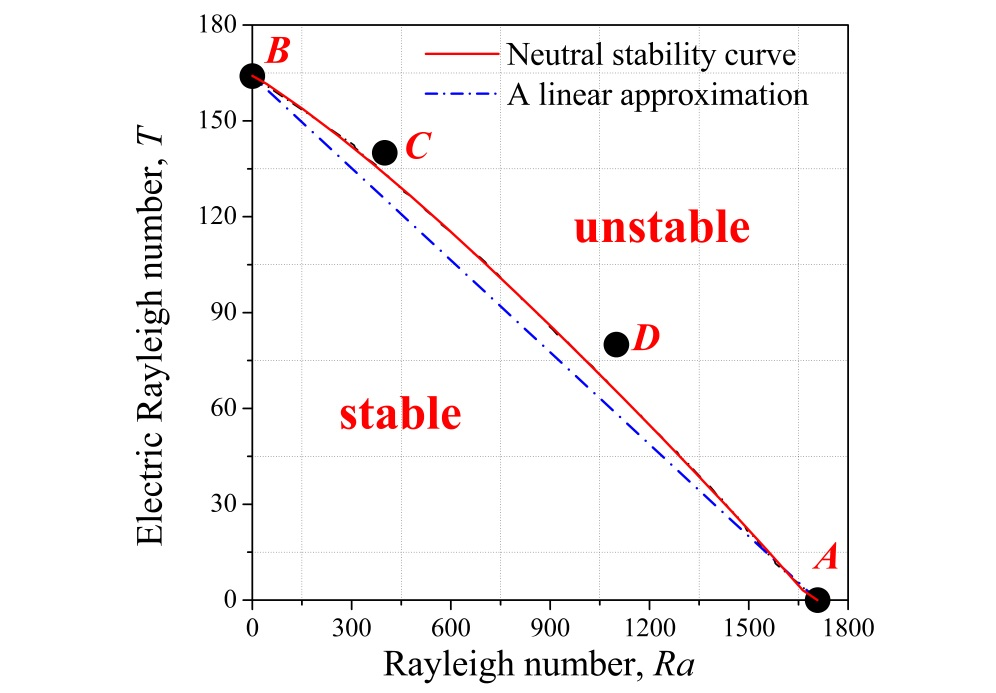 180
B
Neutral stability curve
A linear approximation
150
C
120
unstable
90
D
60
stable
30
A
0
0 300 600 900 1200 1500 1800
Rayleigh number, Ra
Electric Rayleigh number, T